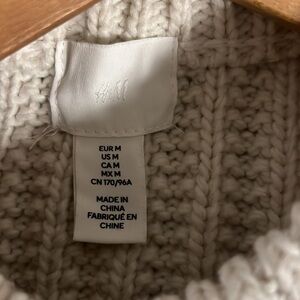 H&M
EUR M
US M
CA M
MX M
CN 170/96A
MADE IN
CHINA
FABRIQUÉ EN
CHINE